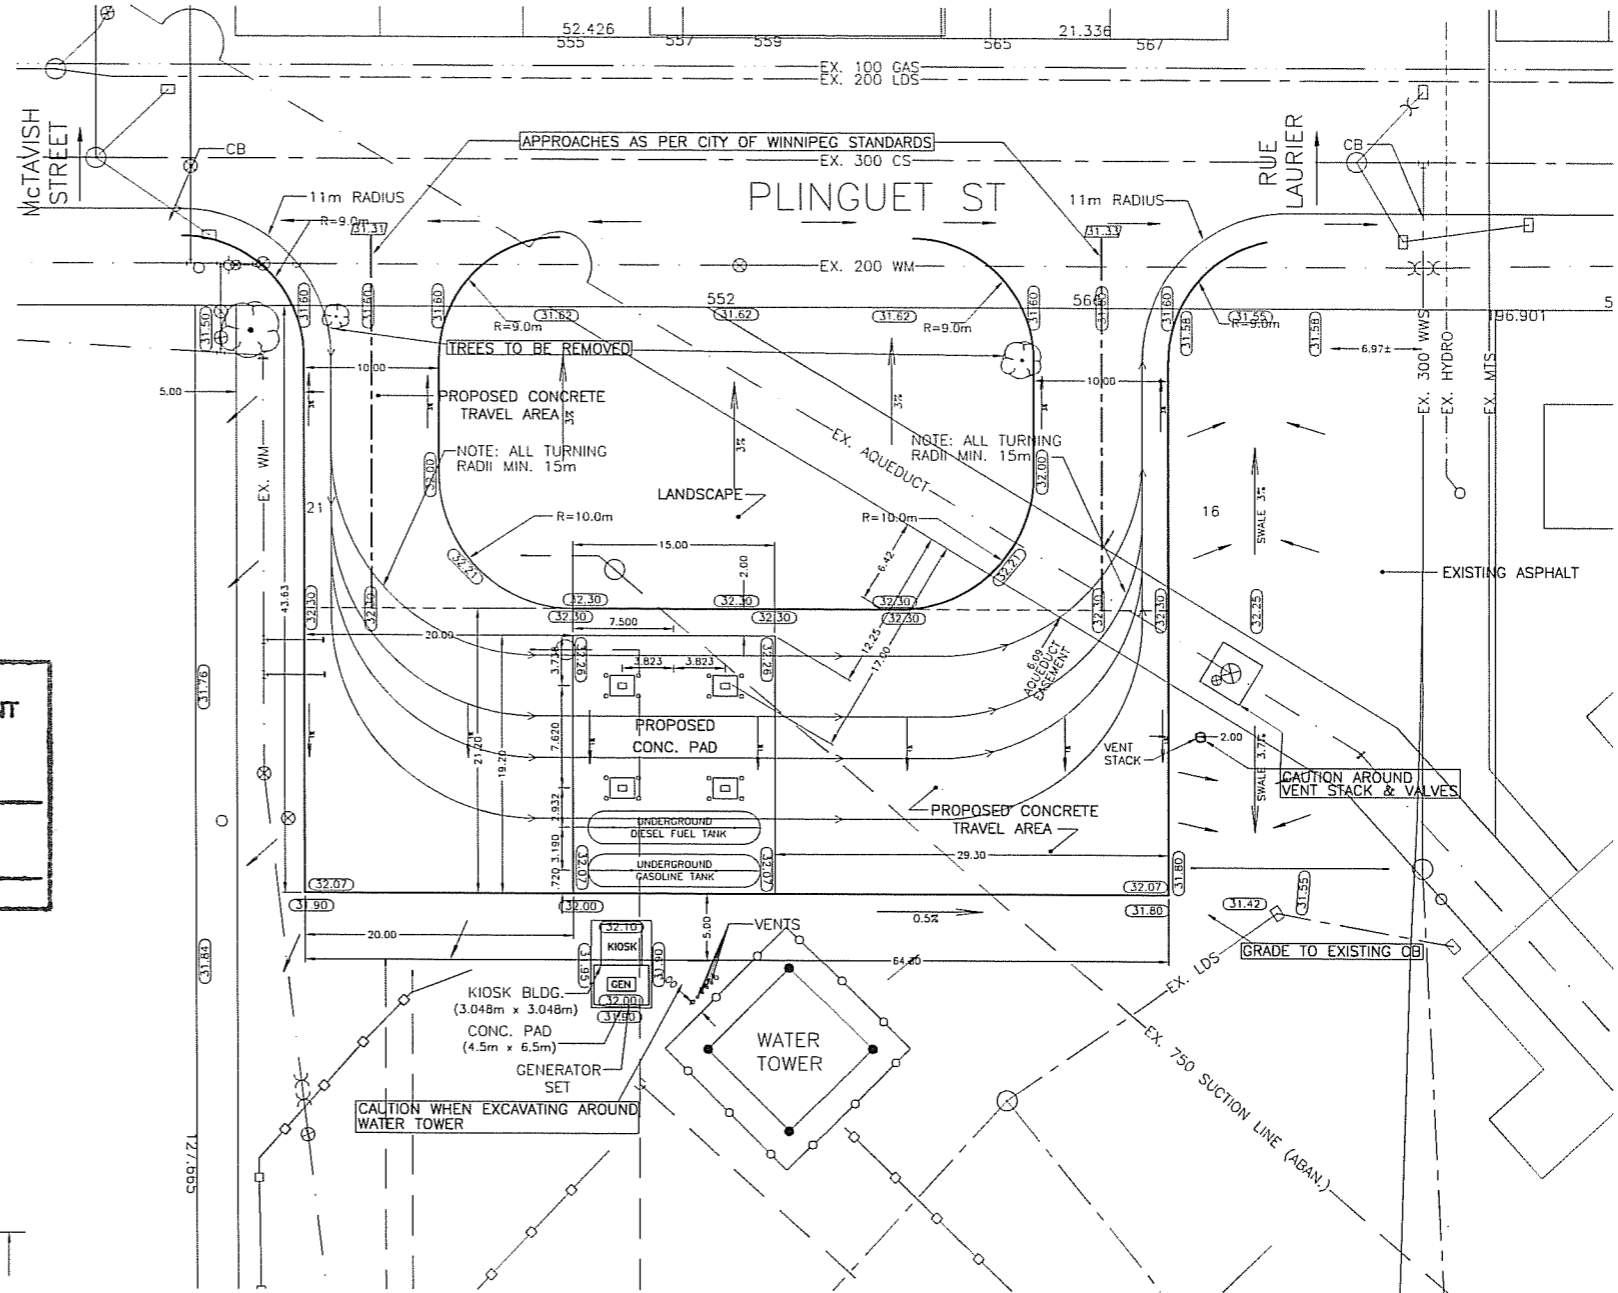 52.426
555
557
559
21.336
565
567
EX. 100 GAS
EX. 200 LDS
McTAVISH
STREET
CB
APPROACHES AS PER CITY OF WINNIPEG STANDARDS
EX. 300 CS
RUE
LAURIER
CB
PLINGUET ST
11m RADIUS
R=9.0m
31.31
11m RADIUS
31.33
EX. 200 WM
552
31.50
31.60
31.60
31.60
31.62
31.62
31.62
R=9.0m
R=9.0m
31.60
31.60
31.58
31.55
R=9.0m
31.58
196.901
6.97±
TREES TO BE REMOVED
10.00
10.00
5.00
PROPOSED CONCRETE
TRAVEL AREA
3%
3%
3%
EX. 300 WWS
EX. HYDRO
EX. MTS
EX. WM
NOTE: ALL TURNING
RADII MIN. 15m
32.00
EX. AQUEDUCT
NOTE: ALL TURNING
RADII MIN. 15m
32.00
LANDSCAPE
21
R=10.0m
R=10.0m
16
SWALE 3%
15.00
2.00
6.42
32.21
32.21
EXISTING ASPHALT
43.63
32.30
32.30
32.30
32.30
32.30
32.30
32.30
32.30
32.30
32.30
32.30
32.25
7.500
20.00
12.25
17.00
3.738
32.26
3.823
3.823
32.26
6.09
AQUEDUCT
EASEMENT
31.76
PROPOSED
CONC. PAD
21.20
19.20
7.620
VENT
STACK
2.00
SWALE 3.7%
CAUTION AROUND
VENT STACK & VALVES
2.932
UNDERGROUND
DIESEL FUEL TANK
PROPOSED CONCRETE
TRAVEL AREA
3.190
UNDERGROUND
GASOLINE TANK
.720
32.07
32.07
29.30
32.07
32.07
31.80
31.90
32.00
31.80
31.42
31.55
0.5%
20.00
32.10
KIOSK
31.95
31.90
5.00
VENTS
64.30
GRADE TO EXISTING CB
31.84
GEN
32.00
31.90
KIOSK BLDG.
(3.048m x 3.048m)
CONC. PAD
(4.5m x 6.5m)
GENERATOR
SET
WATER
TOWER
EX. LDS
CAUTION WHEN EXCAVATING AROUND
WATER TOWER
EX. 750 SUCTION LINE (ABAN.)
127.665